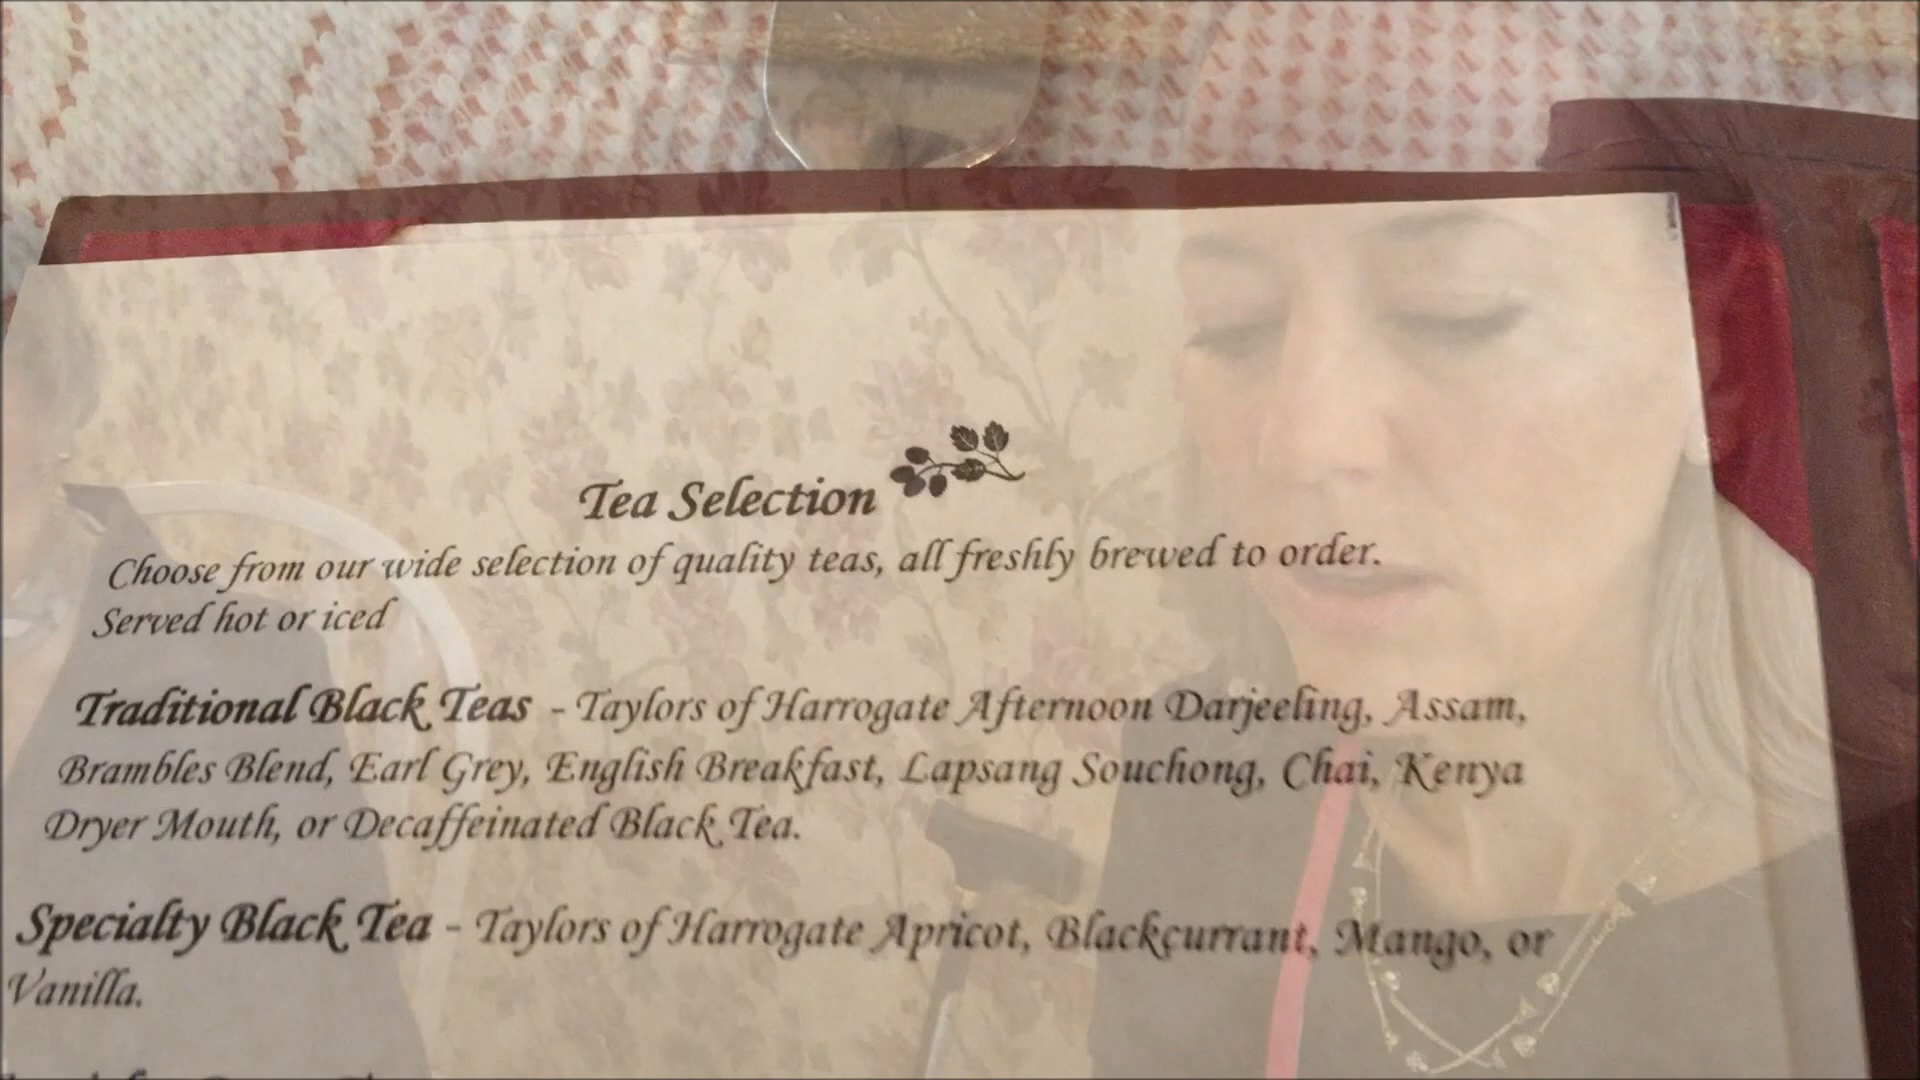 Tea Selection
Choose from our wide selection of quality teas, all freshly brewed to order.
Served hot or iced
Traditional Black Teas - Taylors of Harrogate Afternoon Darjeeling, Assam,
Brambles Blend, Earl Grey, English Breakfast, Lapsang Souchong, Chai, Kenya
Dryer Mouth, or Decaffeinated Black Tea.
Specialty Black Tea - Taylors of Harrogate Apricot, Blackcurrant, Mango, or
Vanilla.